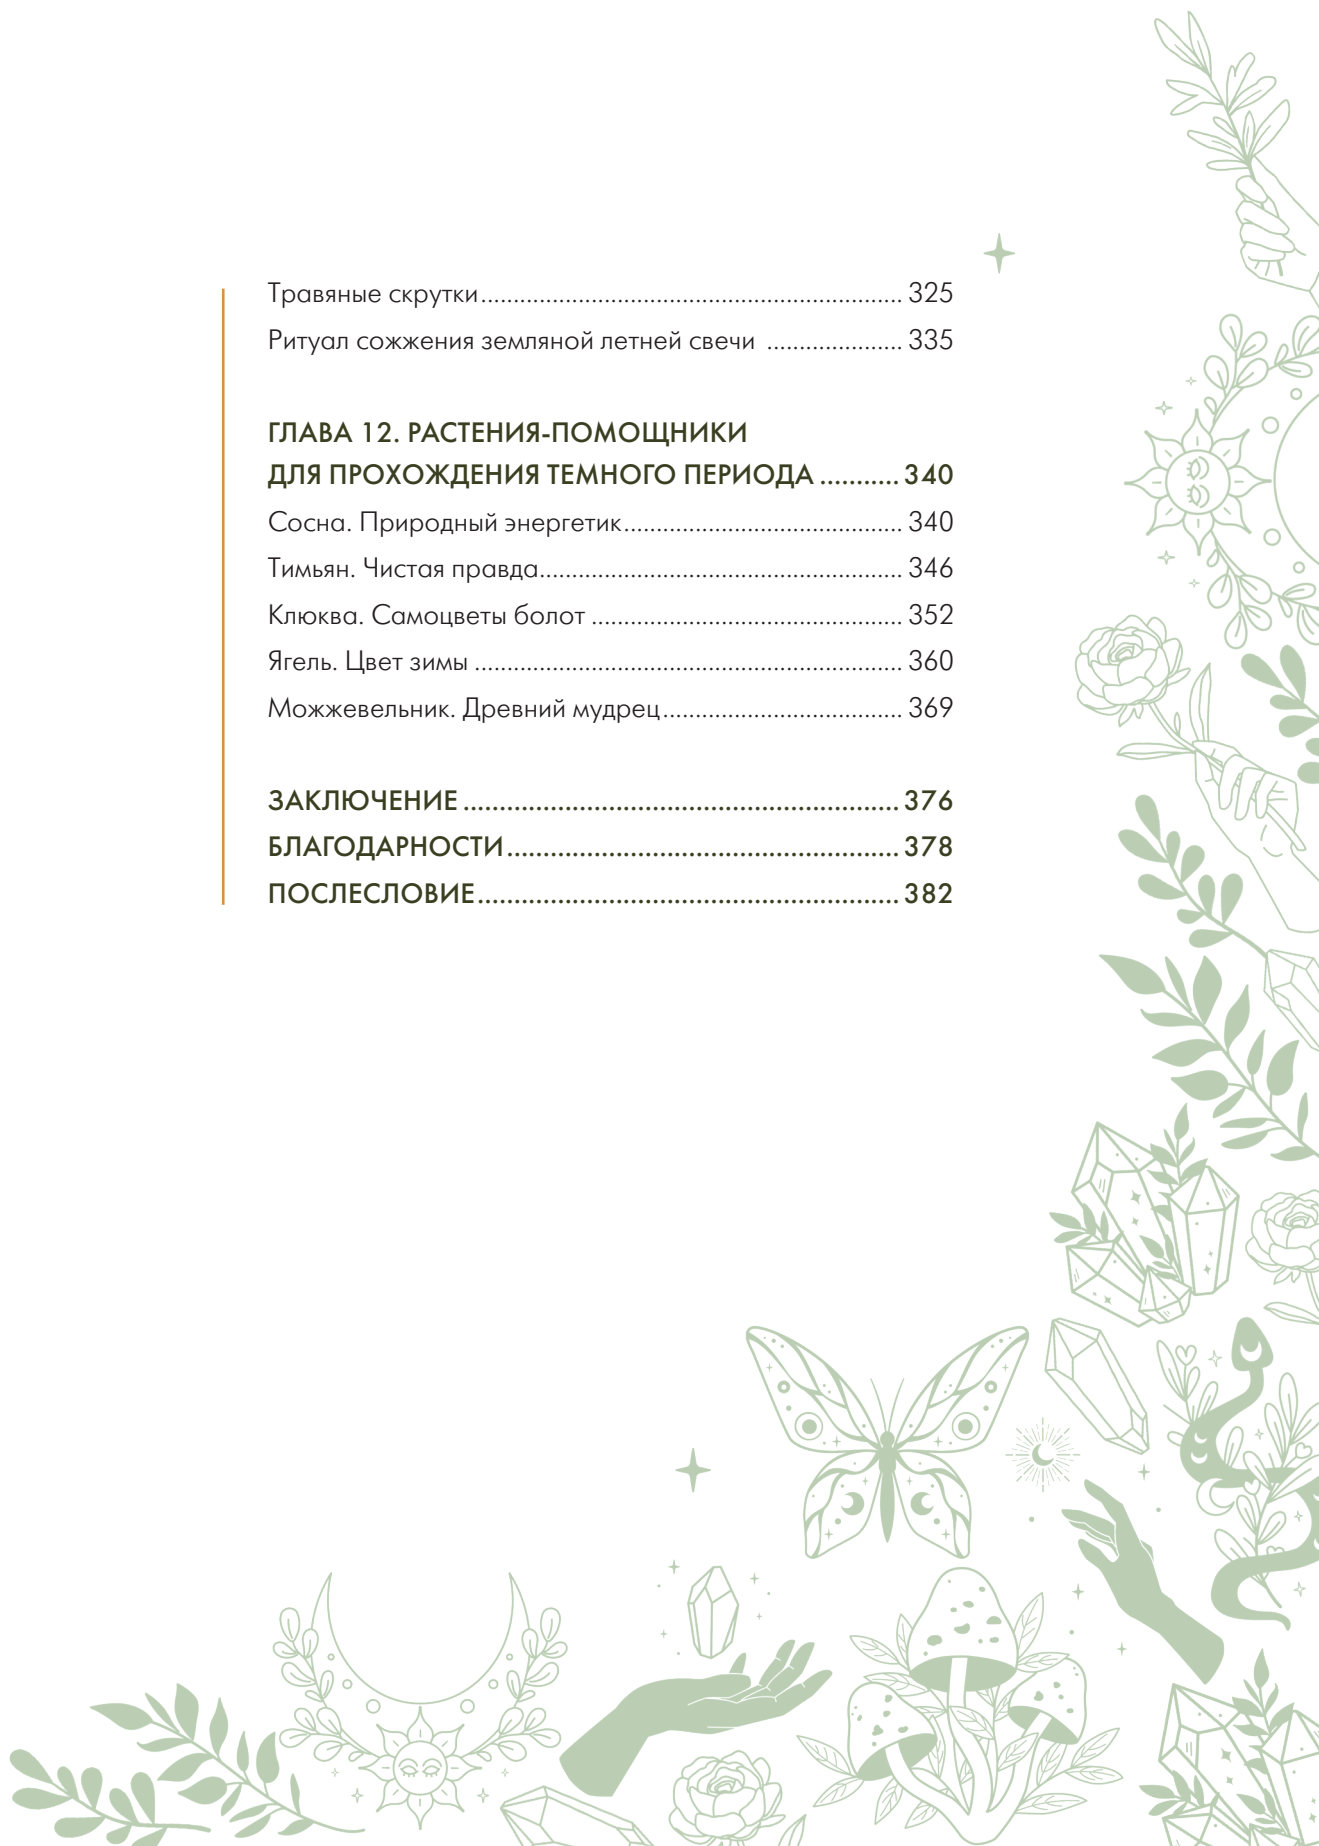 Травяные скрутки................................................................. 325
Ритуал сожжения земляной летней свечи ..................... 335
ГЛАВА 12. РАСТЕНИЯ-ПОМОЩНИКИ
ДЛЯ ПРОХОЖДЕНИЯ ТЕМНОГО ПЕРИОДА ........... 340
Сосна. Природный энергетик........................................... 340
Тимьян. Чистая правда........................................................ 346
Клюква. Самоцветы болот ................................................ 352
Ягель. Цвет зимы .................................................................. 360
Можжевельник. Древний мудрец..................................... 369
ЗАКЛЮЧЕНИЕ ............................................................ 376
БЛАГОДАРНОСТИ...................................................... 378
ПОСЛЕСЛОВИЕ.......................................................... 382